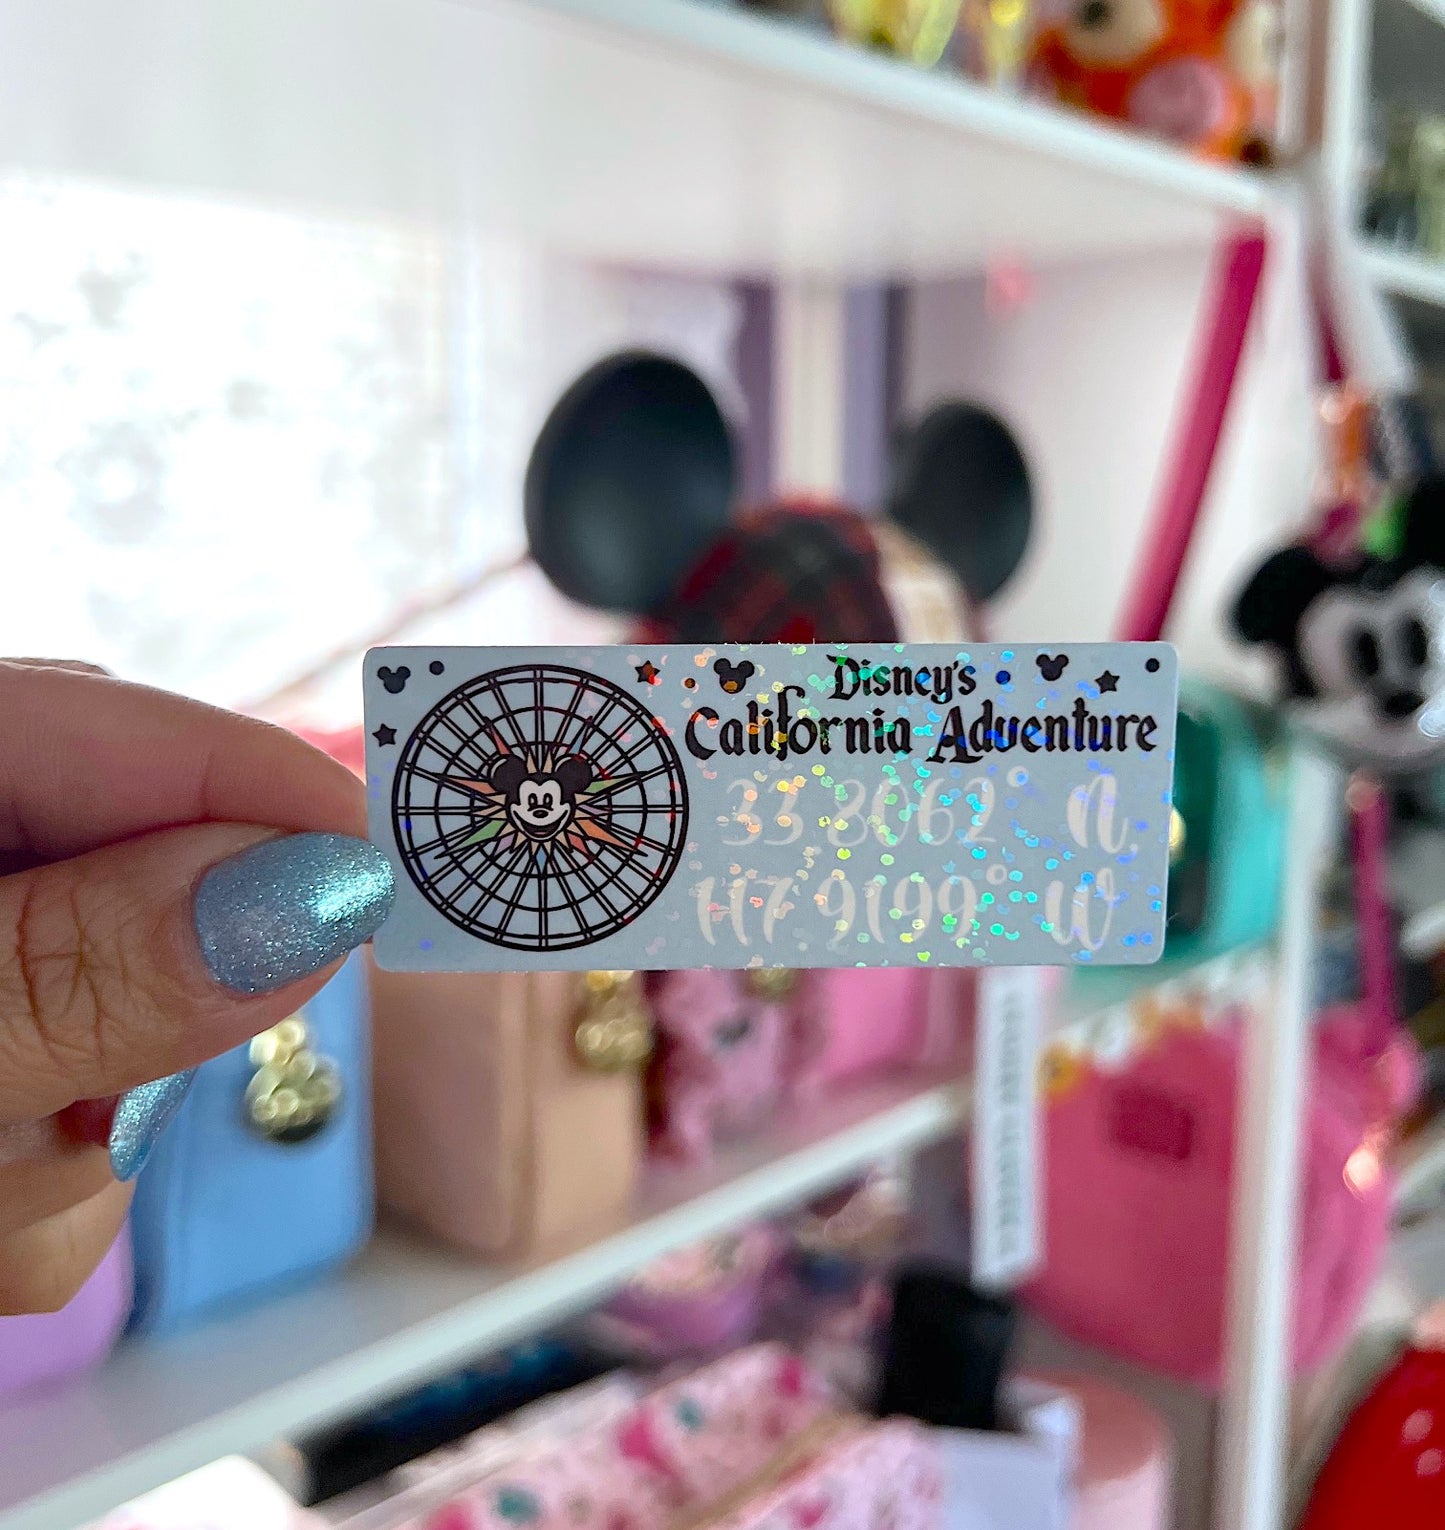 Disney's
California Adventure
33.8062° N.
117.9199° W